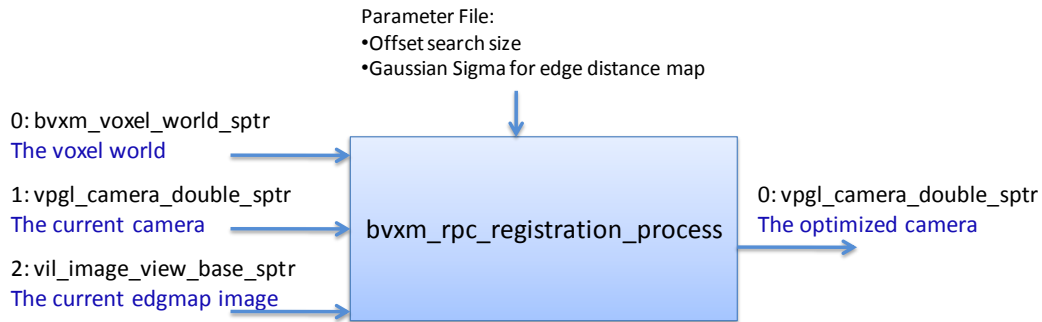 Parameter File:
•Offset search size
•Gaussian Sigma for edge distance map
0: bvxm_voxel_world_sptr
The voxel world
1: vpgl_camera_double_sptr
The current camera
2: vil_image_view_base_sptr
The current edgmap image
bvxm_rpc_registration_process
0: vpgl_camera_double_sptr
The optimized camera